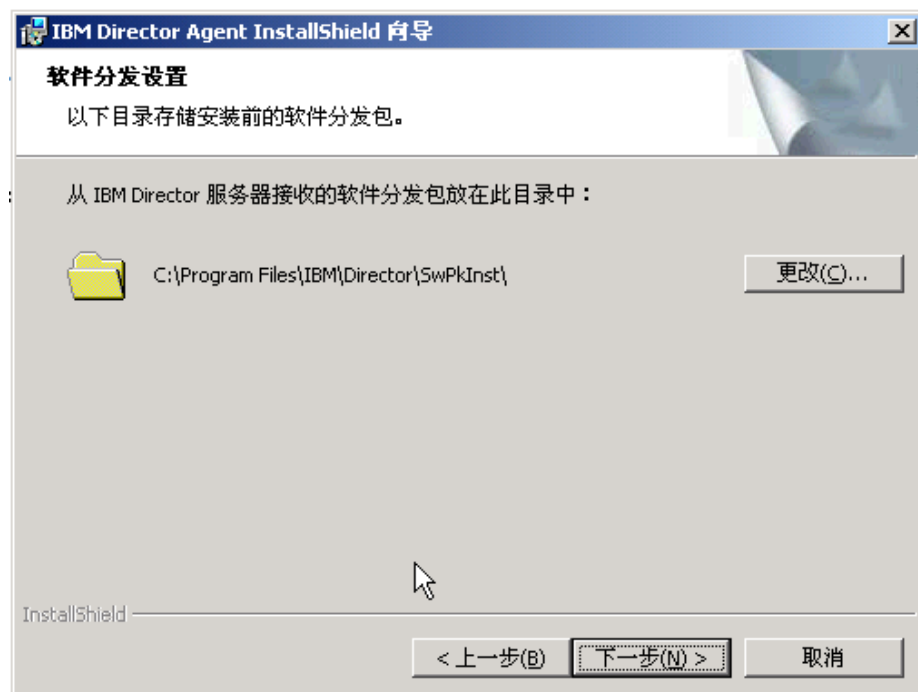 IBM Director Agent InstallShield 向导
软件分发设置
以下目录存储安装前的软件分发包。
从 IBM Director 服务器接收的软件分发包放在此目录中：
C:\Program Files\IBM\Director\SwPkInst\
更改(C)...
InstallShield
< 上一步(B)
下一步(N) >
取消